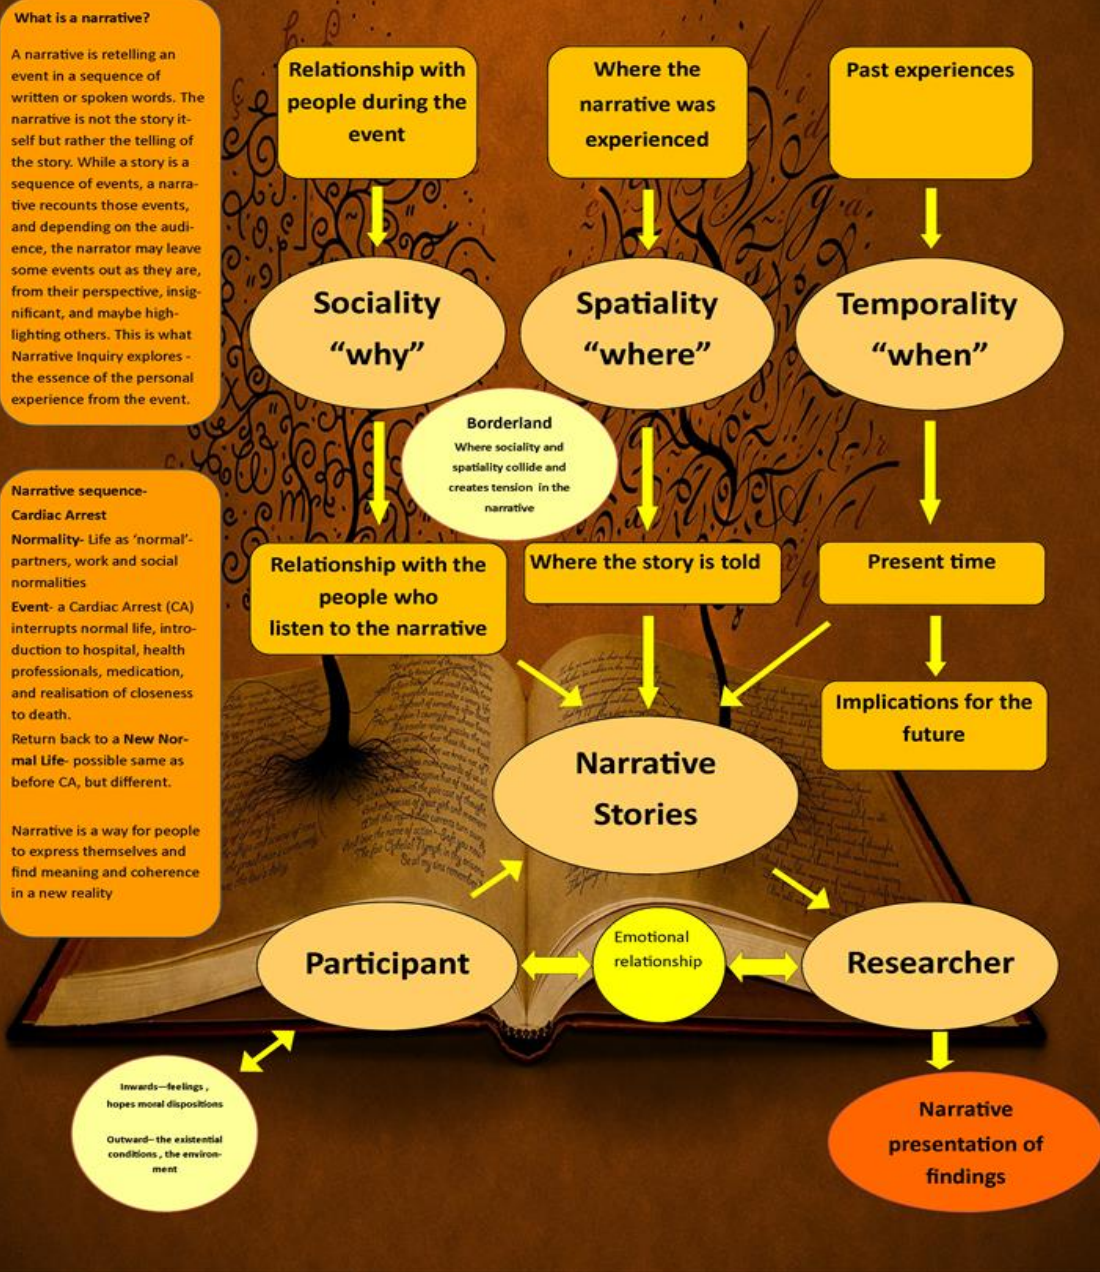 What is a narrative?
A narrative is retelling an
event in a sequence of
written or spoken words. The
narrative is not the story it-
self but rather the telling of
the story. While a story is a
sequence of events, a narra-
tive recounts those events,
and depending on the audi-
ence, the narrator may leave
some events out as they are,
from their perspective, insig-
nificant, and maybe high-
lighting others. This is what
Narrative Inquiry explores -
the essence of the personal
experience from the event.
Narrative sequence-
Cardiac Arrest
Normality- Life as ‘normal’-
partners, work and social
normalities
Event- a Cardiac Arrest (CA)
interrupts normal life, intro-
duction to hospital, health
professionals, medication,
and realisation of closeness
to death.
Return back to a New Nor-
mal Life- possible same as
before CA, but different.
Narrative is a way for people
to express themselves and
find meaning and coherence
in a new reality
Relationship with
people during the
event
Where the
narrative was
experienced
Past experiences
Sociality
“why”
Spatiality
“where”
Temporality
“when”
Borderland
Where sociality and
spatiality collide and
creates tension in the
narrative
Relationship with the
people who
listen to the narrative
Where the story is told
Present time
Implications for the
future
Narrative
Stories
Participant
Emotional
relationship
Researcher
Inwards—feelings ,
hopes moral dispositions
Outward– the existential
conditions , the environ-
ment
Narrative
presentation of
findings